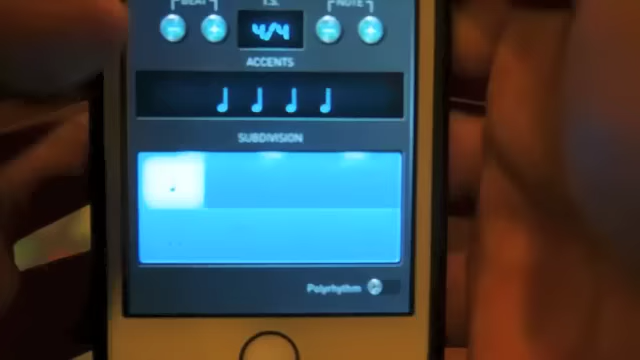 BEAT T.S. NOTE
4/4
ACCENTS
SUBDIVISION
Polyrhythm